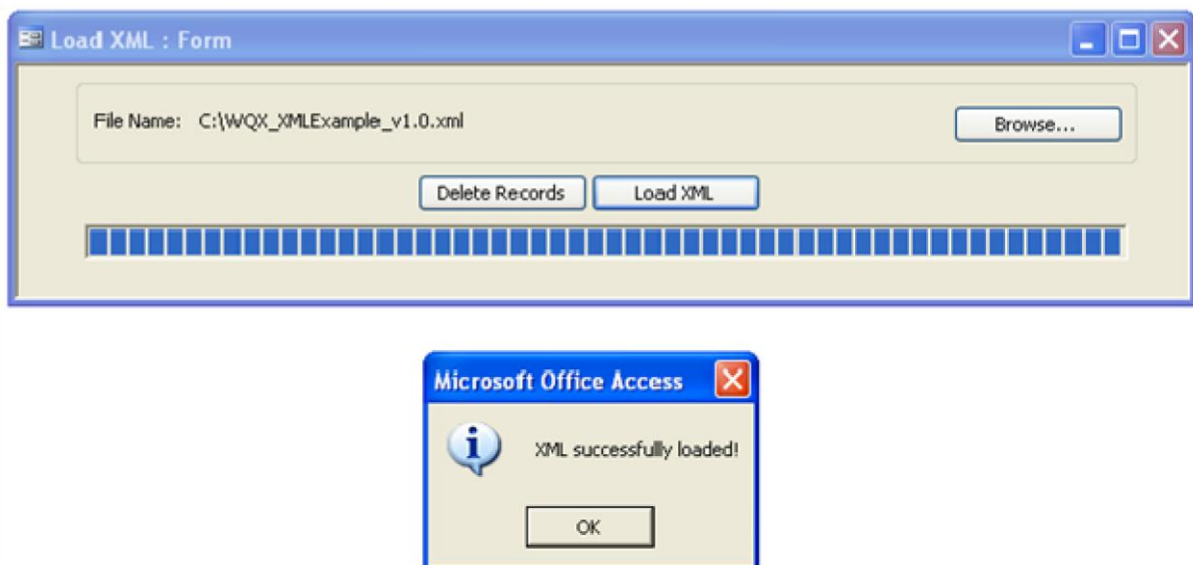 Load XML : Form
File Name: C:\WQX_XMLExample_v1.0.xml
Browse...
Delete Records
Load XML
Microsoft Office Access
XML successfully loaded!
OK